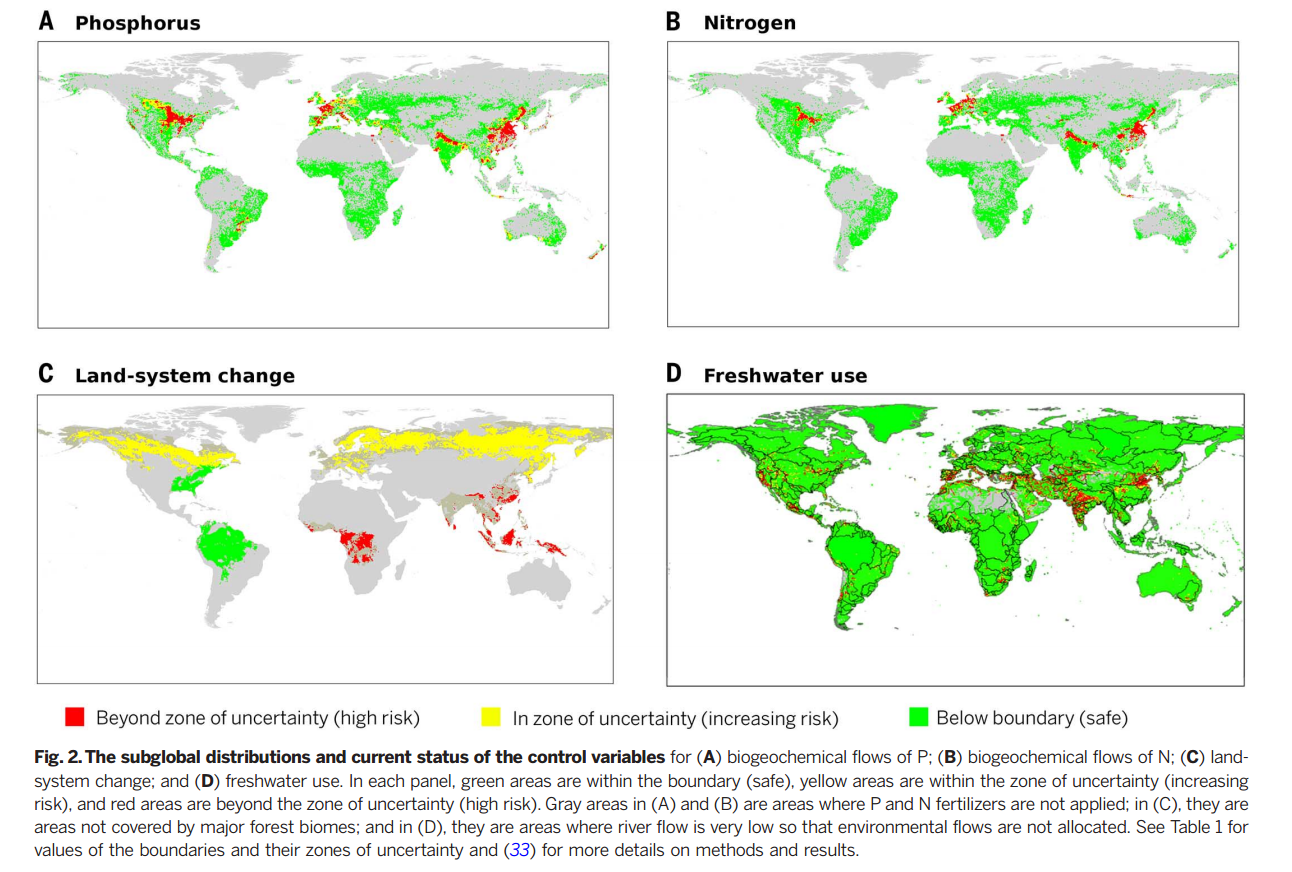 A Phosphorus
B Nitrogen
C Land-system change
D Freshwater use
Beyond zone of uncertainty (high risk)
In zone of uncertainty (increasing risk)
Below boundary (safe)
Fig. 2. The subglobal distributions and current status of the control variables for (A) biogeochemical flows of P; (B) biogeochemical flows of N; (C) land-
system change; and (D) freshwater use. In each panel, green areas are within the boundary (safe), yellow areas are within the zone of uncertainty (increasing
risk), and red areas are beyond the zone of uncertainty (high risk). Gray areas in (A) and (B) are areas where P and N fertilizers are not applied; in (C), they are
areas not covered by major forest biomes; and in (D), they are areas where river flow is very low so that environmental flows are not allocated. See Table 1 for
values of the boundaries and their zones of uncertainty and (33) for more details on methods and results.